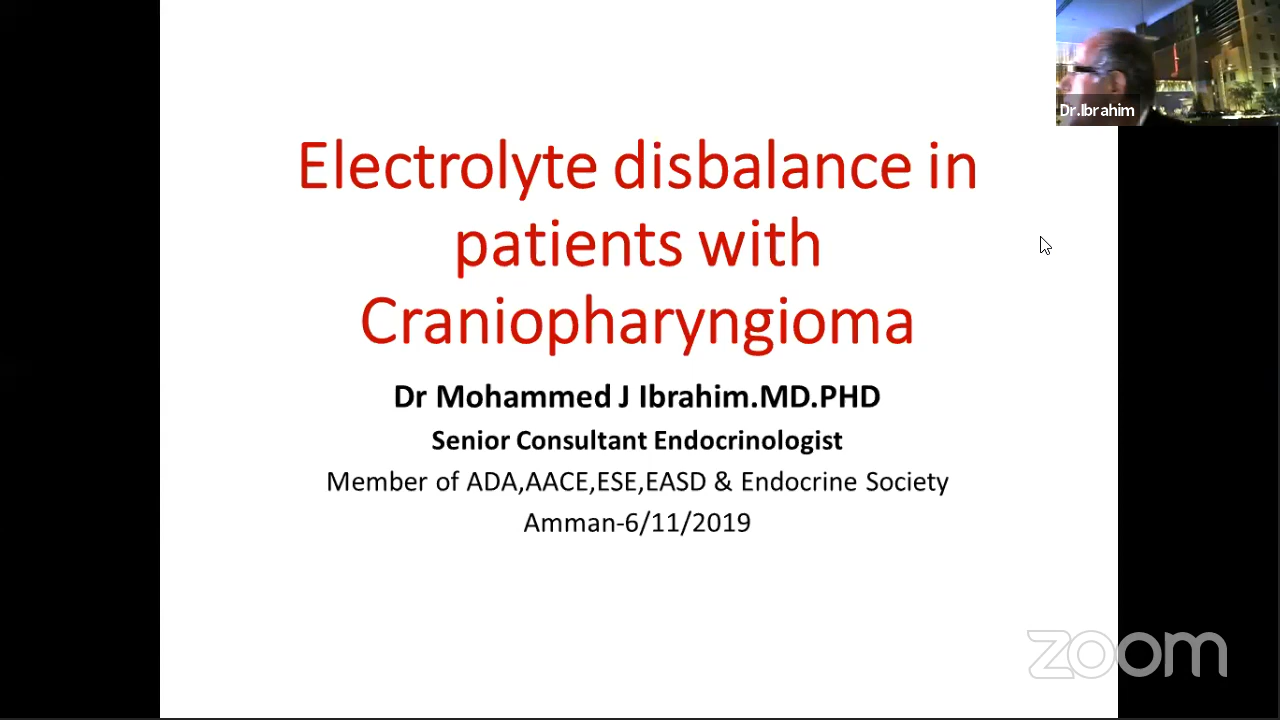 Electrolyte disbalance in
patients with
Craniopharyngioma
Dr Mohammed J Ibrahim.MD.PHD
Senior Consultant Endocrinologist
Member of ADA,AACE,ESE,EASD & Endocrine Society
Amman-6/11/2019
Dr.Ibrahim
zoom